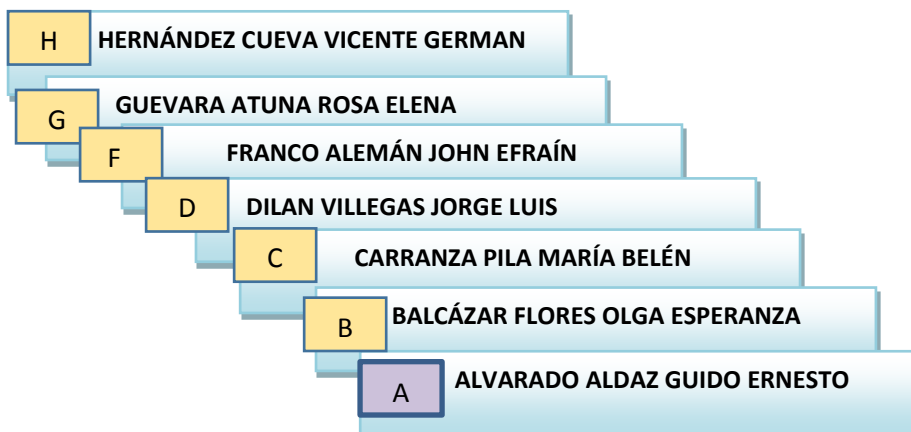 H HERNÁNDEZ CUEVA VICENTE GERMAN
G GUEVARA ATUNA ROSA ELENA
F FRANCO ALEMÁN JOHN EFRAÍN
D DILAN VILLEGAS JORGE LUIS
C CARRANZA PILA MARÍA BELÉN
B BALCÁZAR FLORES OLGA ESPERANZA
A ALVARADO ALDAZ GUIDO ERNESTO